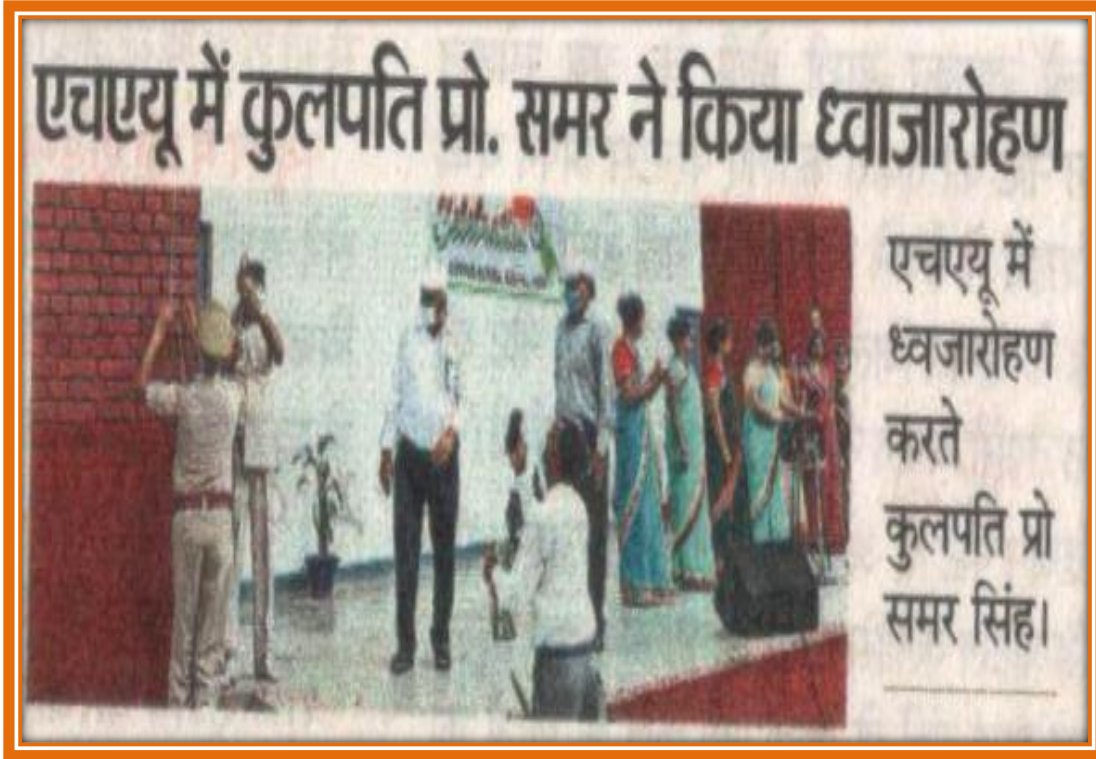 एचएयू में कुलपति प्रो. समर ने किया ध्वाजारोहण
एचएयू में
ध्वजारोहण
करते
कुलपति प्रो
समर सिंह।